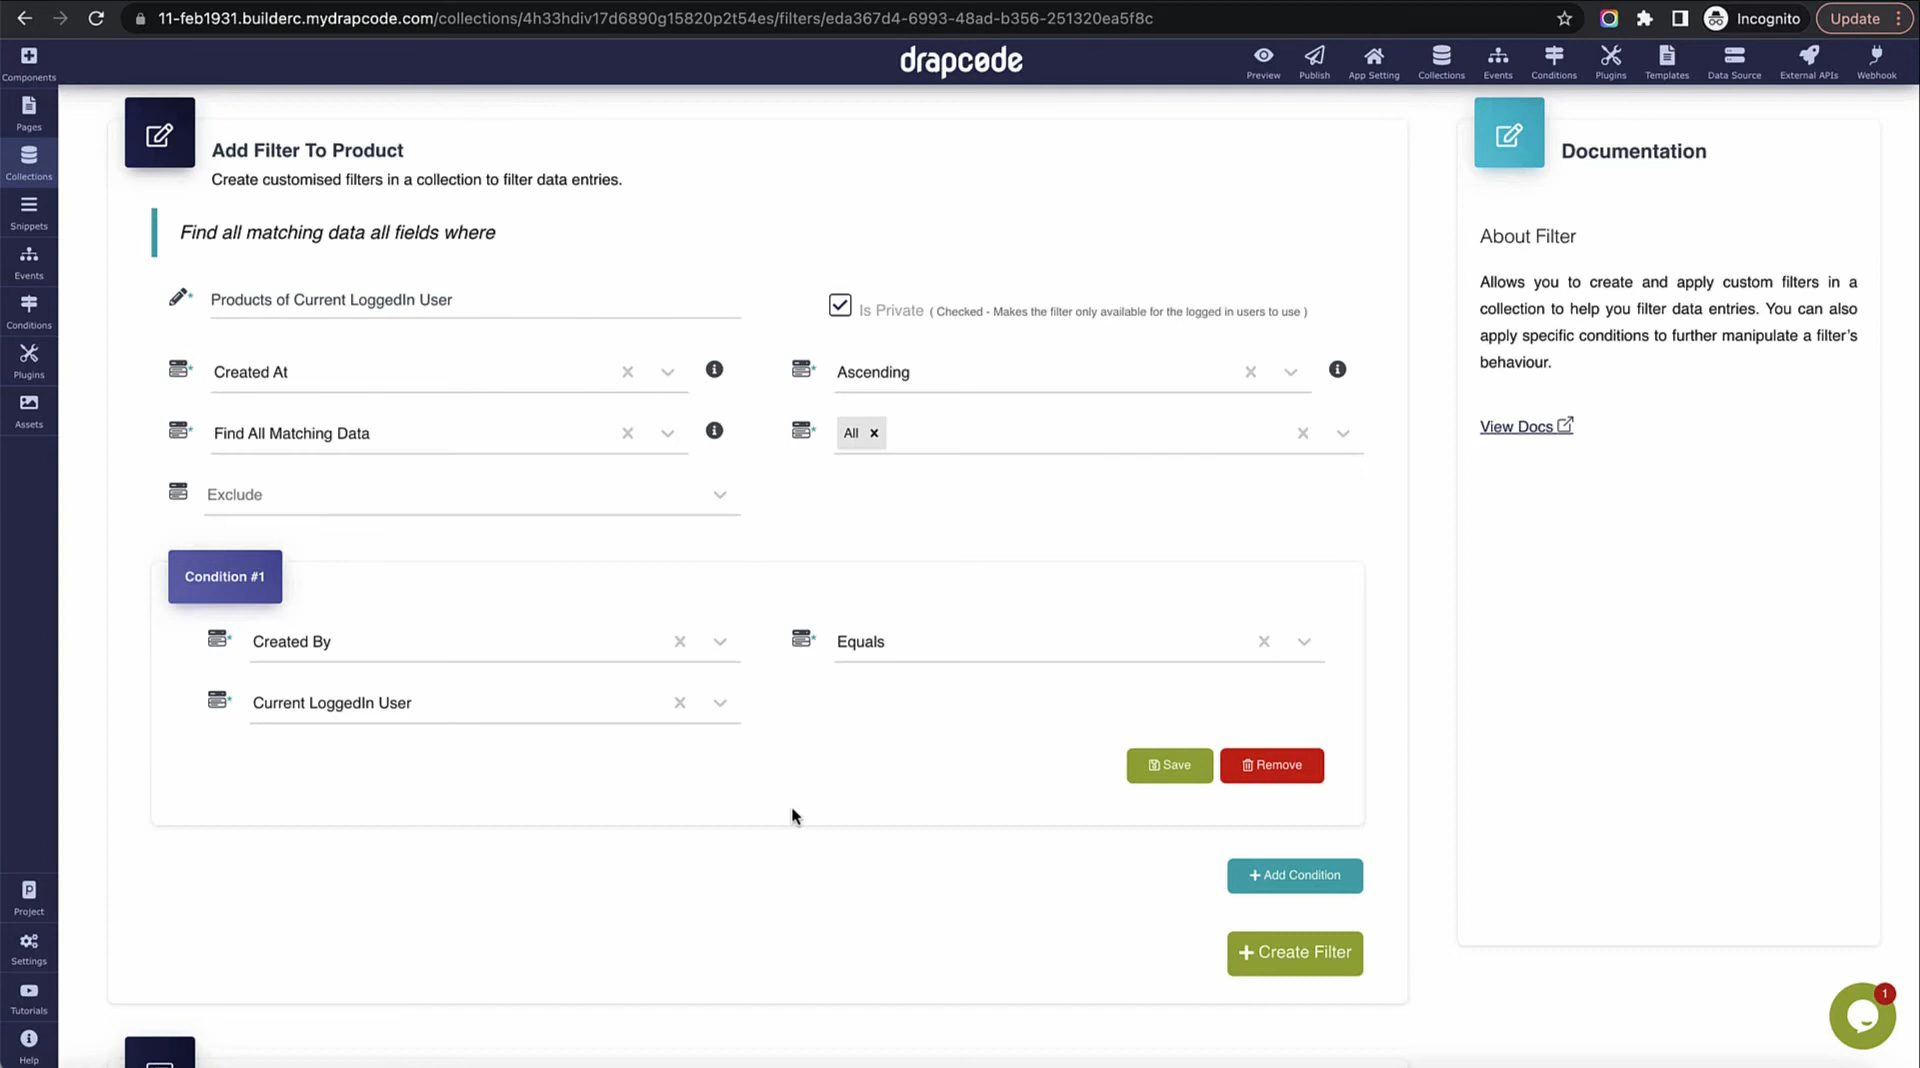 11-feb1931.builderc.mydrapcode.com/collections/4h33hdiv17d6890g15820p2t54es/filters/eda367d4-6993-48ad-b356-251320ea5f8c
Incognito
Update
Components
drapcode
Preview
Publish
App Setting
Collections
Events
Conditions
Plugins
Templates
Data Source
External APIs
Webhook
Pages
Collections
Snippets
Events
Conditions
Plugins
Assets
Project
Settings
Tutorials
Help
Add Filter To Product
Create customised filters in a collection to filter data entries.
Find all matching data all fields where
Products of Current LoggedIn User
Is Private ( Checked - Makes the filter only available for the logged in users to use )
Created At
Ascending
Find All Matching Data
All
Exclude
Condition #1
Created By
Equals
Current LoggedIn User
Save
Remove
+ Add Condition
+ Create Filter
Documentation
About Filter
Allows you to create and apply custom filters in a
collection to help you filter data entries. You can also
apply specific conditions to further manipulate a filter's
behaviour.
View Docs
1